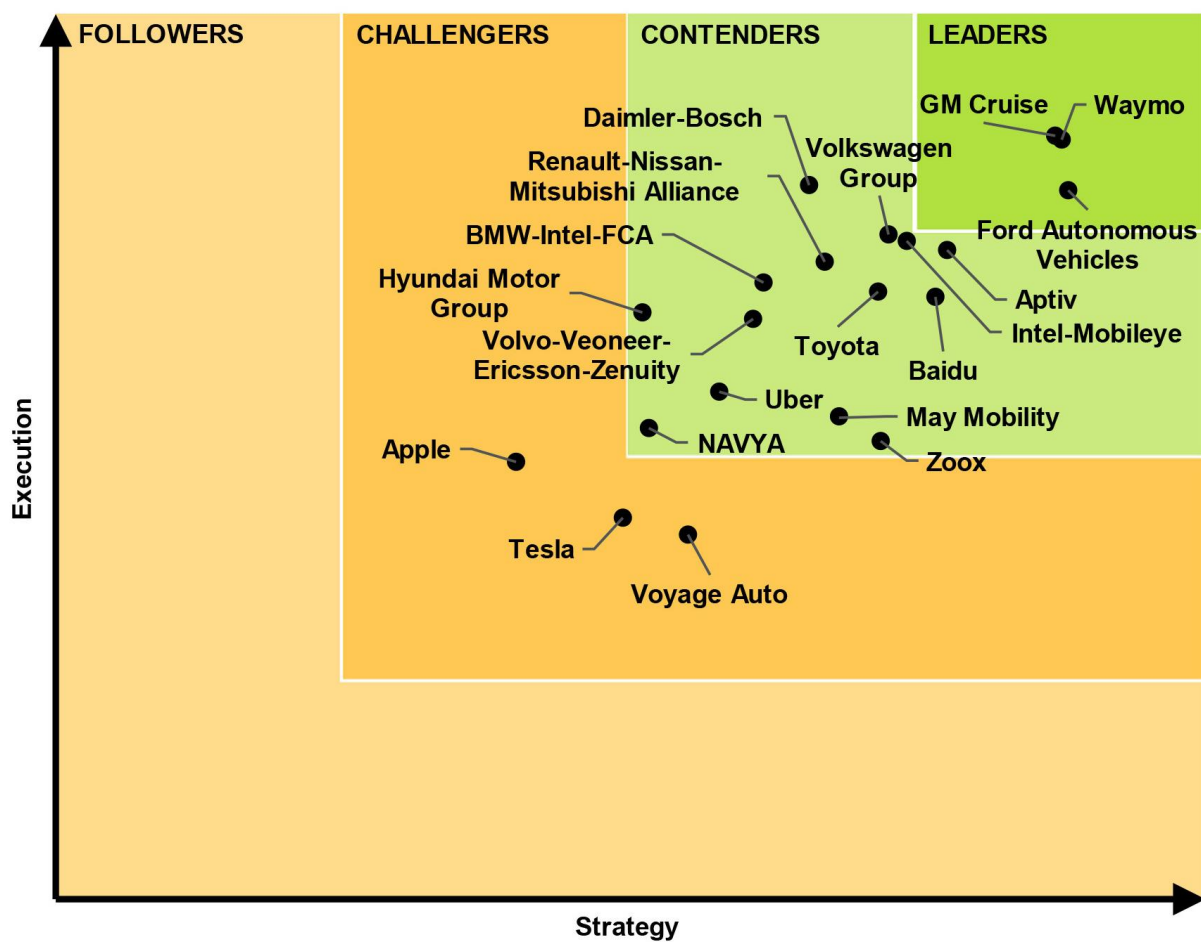 FOLLOWERS
CHALLENGERS
CONTENDERS
LEADERS
GM Cruise
Waymo
Daimler-Bosch
Volkswagen
Group
Renault-Nissan-
Mitsubishi Alliance
BMW-Intel-FCA
Ford Autonomous
Vehicles
Hyundai Motor
Group
Aptiv
Intel-Mobileye
Volvo-Veoneer-
Ericsson-Zenuity
Toyota
Baidu
Uber
May Mobility
NAVYA
Zoox
Apple
Tesla
Voyage Auto
Execution
Strategy